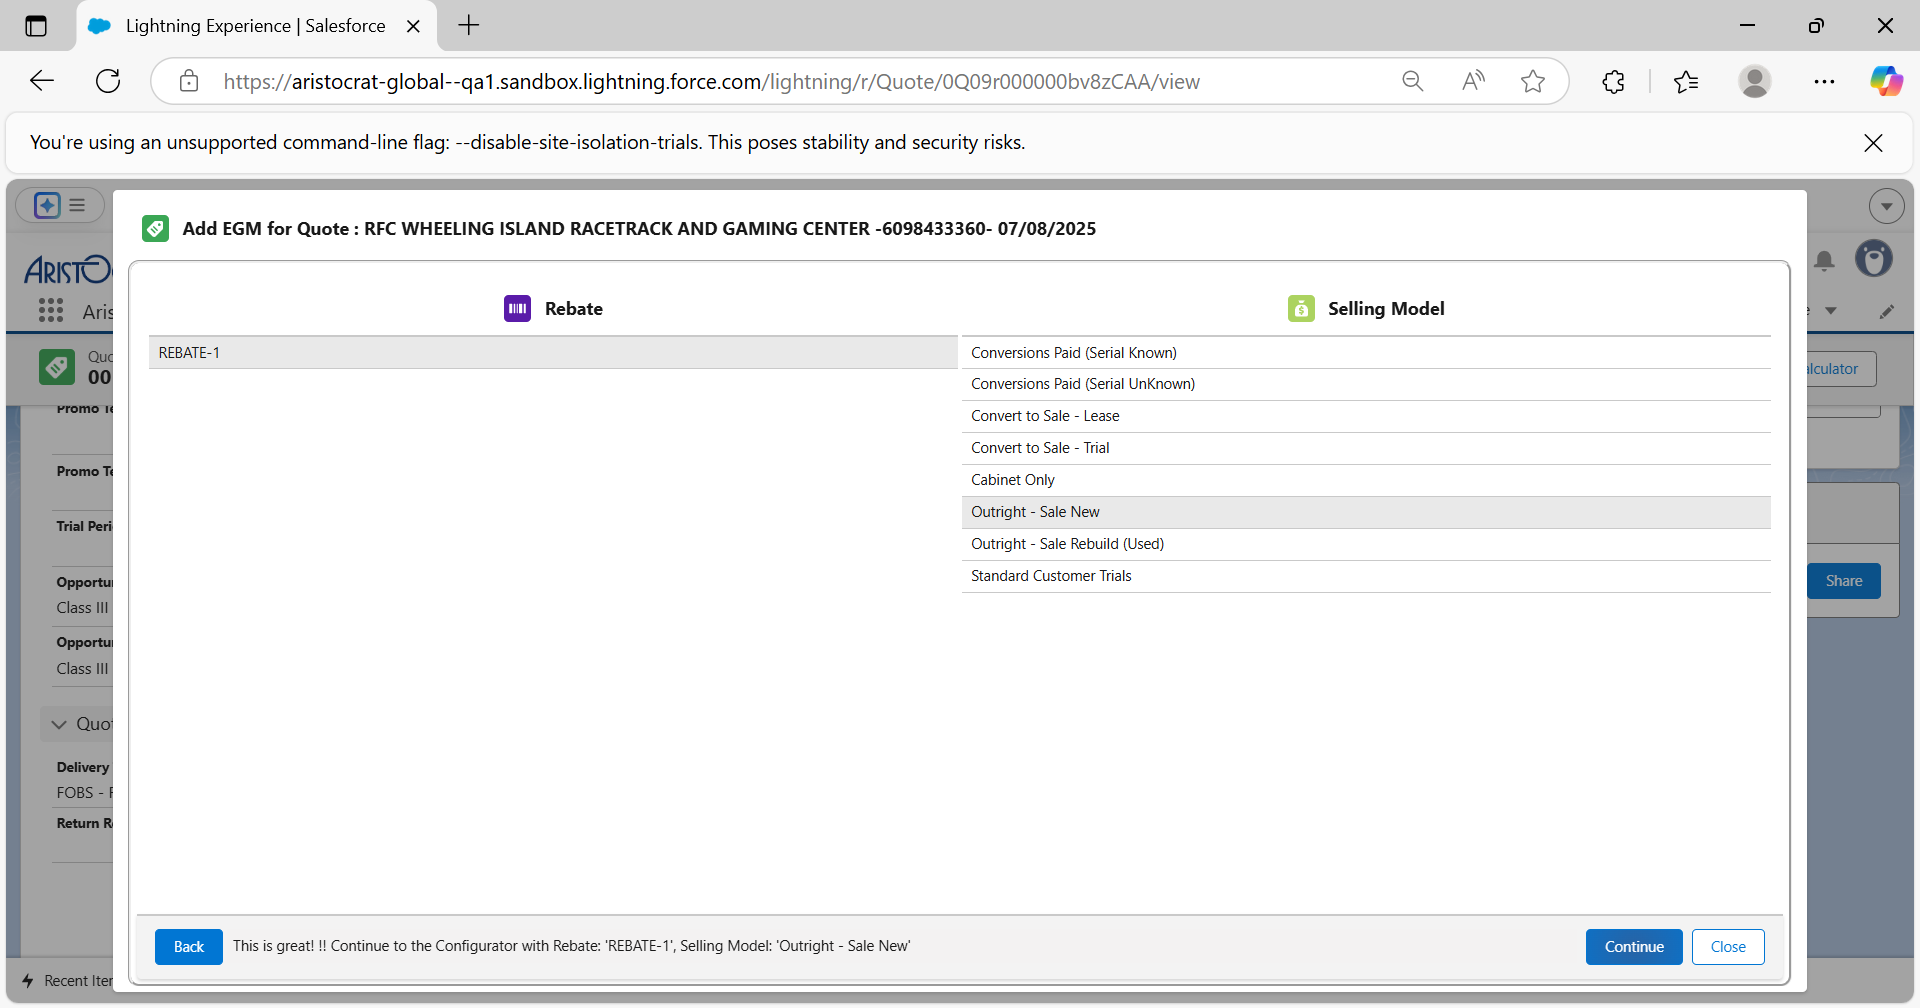 Lightning Experience | Salesforce
https://aristocrat-global--qa1.sandbox.lightning.force.com/lightning/r/Quote/0Q09r000000bv8zCAA/view
You're using an unsupported command-line flag: --disable-site-isolation-trials. This poses stability and security risks.
Add EGM for Quote : RFC WHEELING ISLAND RACETRACK AND GAMING CENTER -6098433360- 07/08/2025
Rebate
Selling Model
REBATE-1
Conversions Paid (Serial Known)
Conversions Paid (Serial UnKnown)
Convert to Sale - Lease
Convert to Sale - Trial
Cabinet Only
Outright - Sale New
Outright - Sale Rebuild (Used)
Standard Customer Trials
Back
This is great! !! Continue to the Configurator with Rebate: 'REBATE-1', Selling Model: 'Outright - Sale New'
Continue
Close
ARISTOC
Aris
Quo
00
alculator
Promo Te
Promo Te
Trial Peri
Opportu
Class III
Opportu
Class III
Share
Quot
Delivery
FOBS - F
Return R
Recent Iter